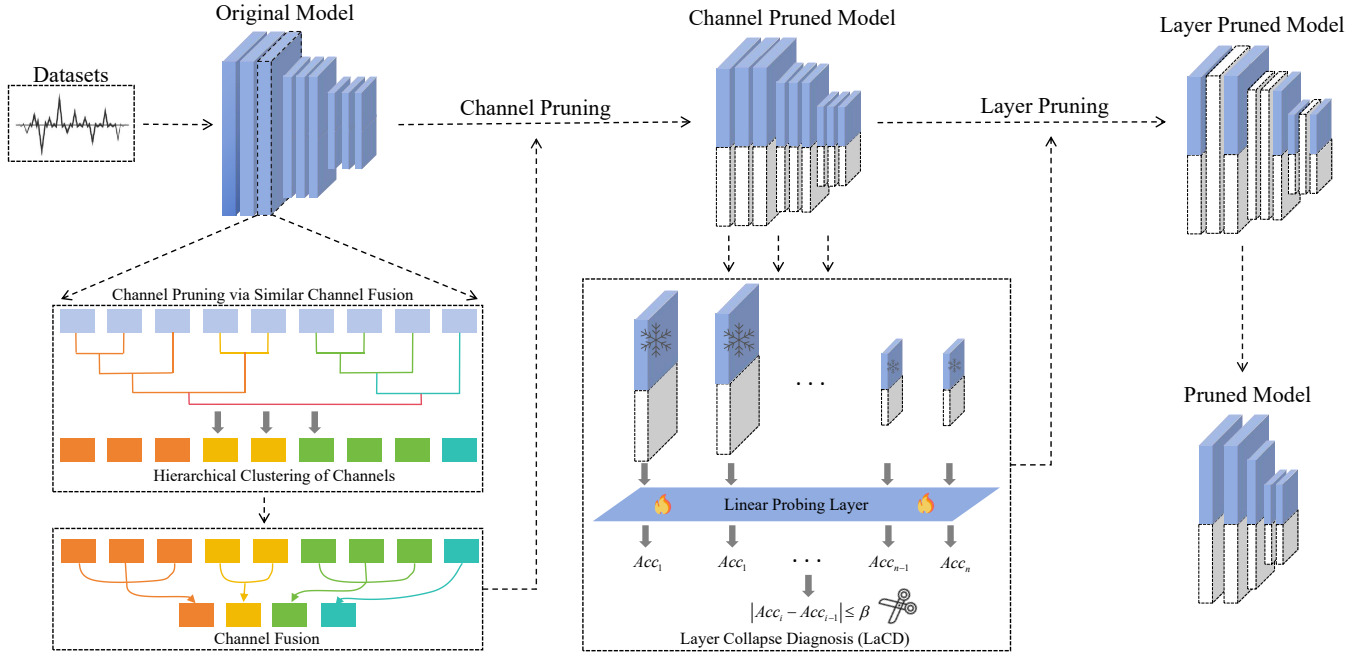 Original Model
Channel Pruned Model
Layer Pruned Model
Datasets
Channel Pruning
Layer Pruning
Channel Pruning via Similar Channel Fusion
Hierarchical Clustering of Channels
Channel Fusion
. . .
Linear Probing Layer
Acc₁ Acc₁ . . . Accₙ₋₁ Accₙ
|Accᵢ − Accᵢ₋₁| ≤ β
Layer Collapse Diagnosis (LaCD)
Pruned Model